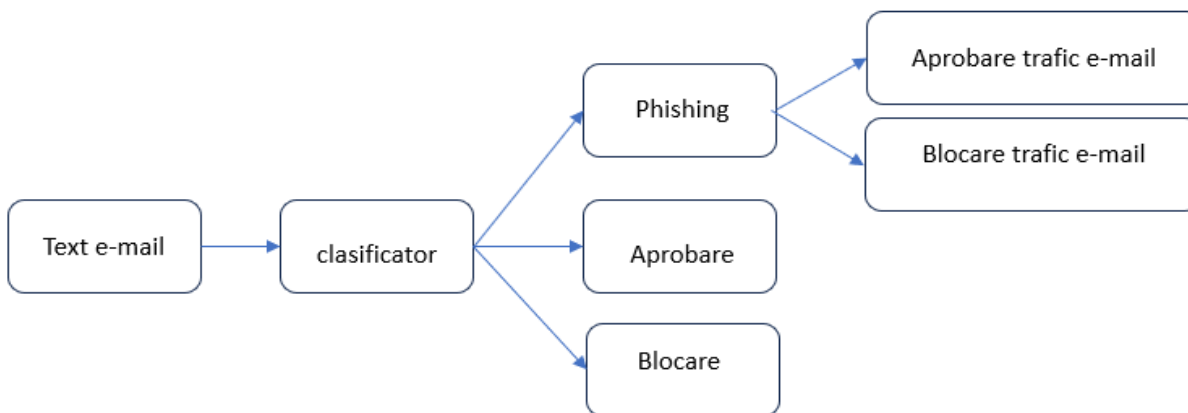 Text e-mail
clasificator
Phishing
Aprobare
Blocare
Aprobare trafic e-mail
Blocare trafic e-mail